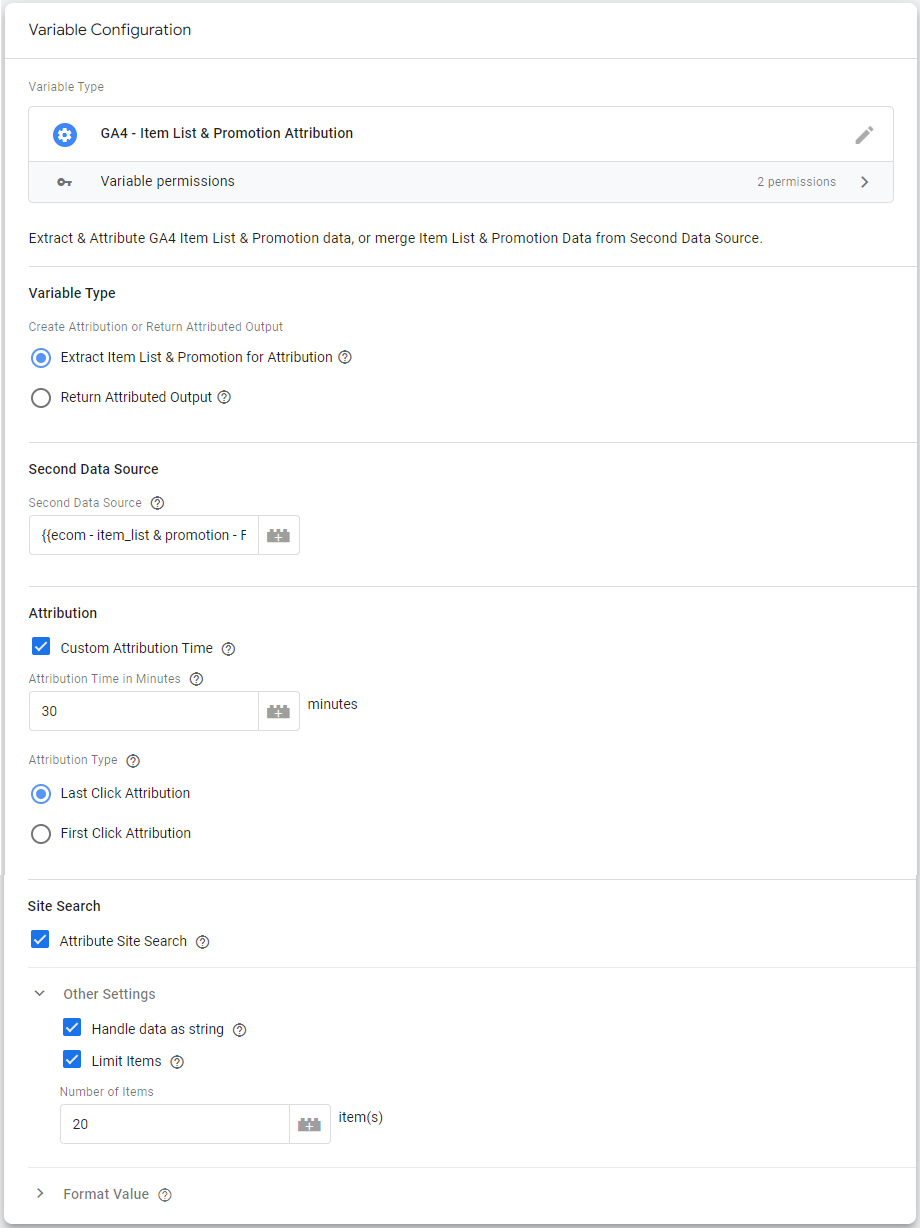 Variable Configuration
Variable Type
GA4 - Item List & Promotion Attribution
Variable permissions 2 permissions
Extract & Attribute GA4 Item List & Promotion data, or merge Item List & Promotion Data from Second Data Source.
Variable Type
Create Attribution or Return Attributed Output
Extract Item List & Promotion for Attribution
Return Attributed Output
Second Data Source
Second Data Source
{{ecom - item_list & promotion - F
Attribution
Custom Attribution Time
Attribution Time in Minutes
30 minutes
Attribution Type
Last Click Attribution
First Click Attribution
Site Search
Attribute Site Search
Other Settings
Handle data as string
Limit Items
Number of Items
20 item(s)
Format Value